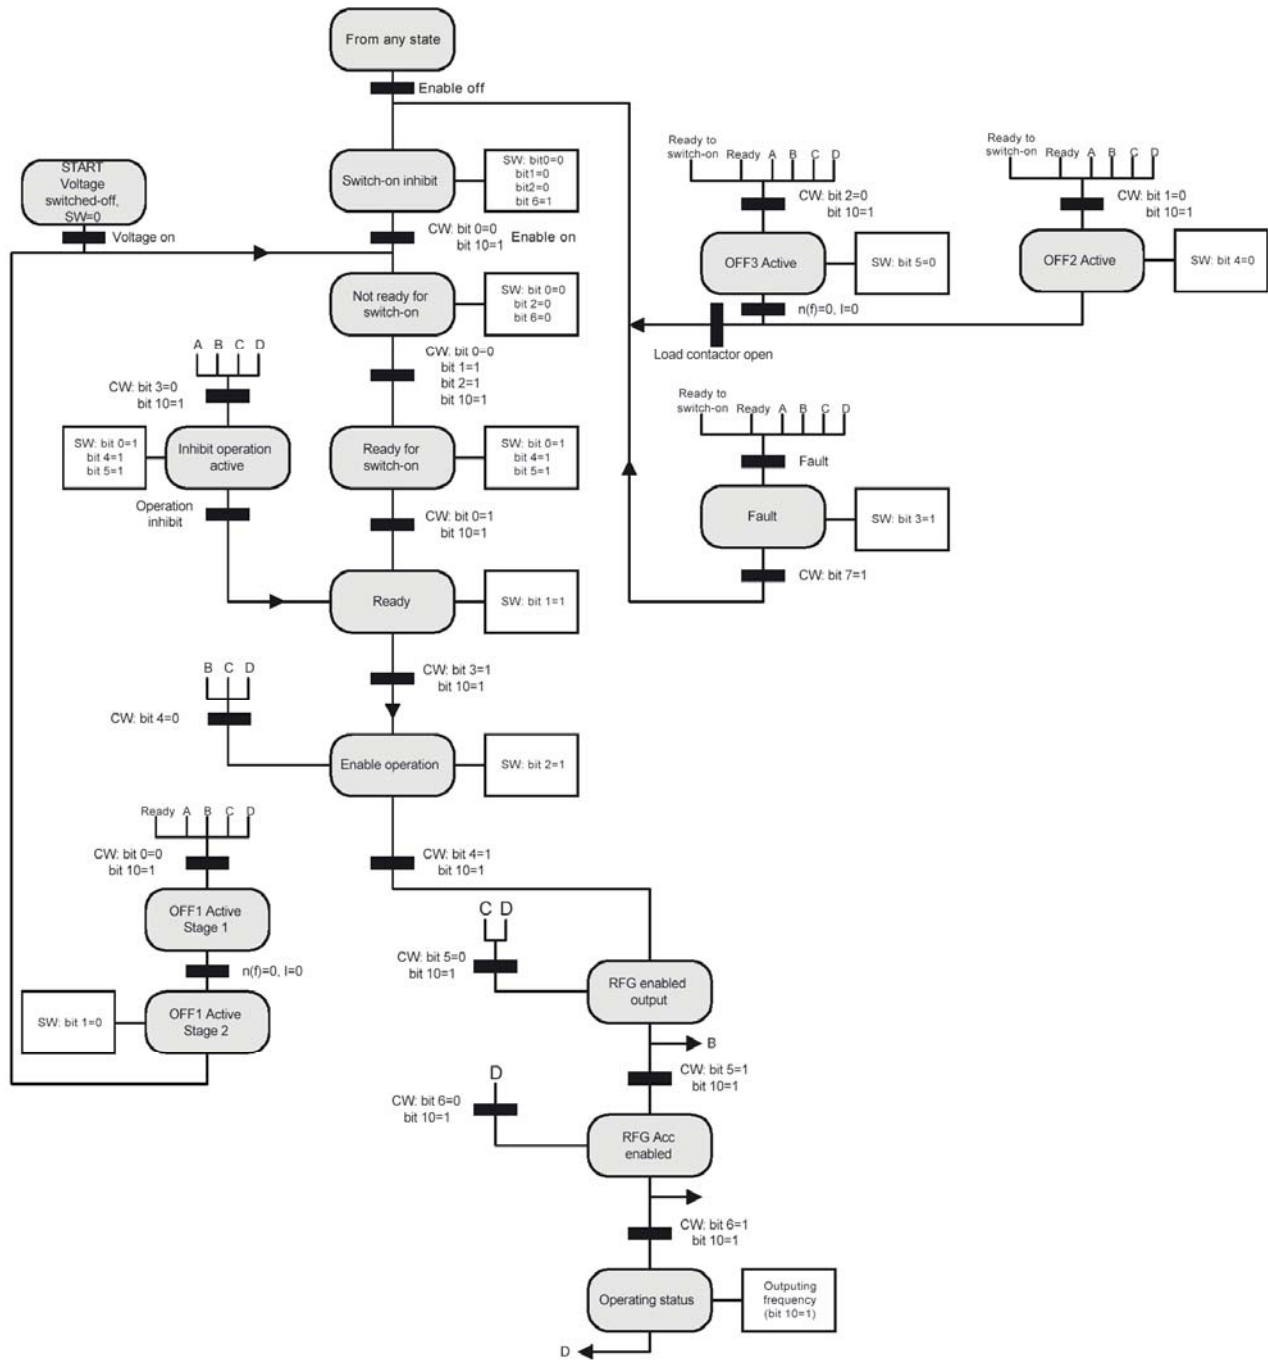 From any state
Enable off
Switch-on inhibit
SW: bit0=0
bit1=0
bit2=0
bit 6=1
START
Voltage
switched-off,
SW=0
Voltage on
CW: bit 0=0
bit 10=1
Enable on
Not ready for
switch-on
SW: bit 0=0
bit 2=0
bit 6=0
Ready to
switch-on
Ready A B C D
CW: bit 2=0
bit 10=1
OFF3 Active
SW: bit 5=0
n(f)=0, I=0
Load contactor open
Ready to
switch-on
Ready A B C D
CW: bit 1=0
bit 10=1
OFF2 Active
SW: bit 4=0
A B C D
CW: bit 3=0
bit 10=1
SW: bit 0=1
bit 4=1
bit 5=1
Inhibit operation
active
Operation
inhibit
CW: bit 0=0
bit 1=1
bit 2=1
bit 10=1
Ready for
switch-on
SW: bit 0=1
bit 4=1
bit 5=1
CW: bit 0=1
bit 10=1
Ready to
switch-on
Ready A B C D
Fault
Fault
SW: bit 3=1
CW: bit 7=1
Ready
SW: bit 1=1
CW: bit 3=1
bit 10=1
B C D
CW: bit 4=0
Enable operation
SW: bit 2=1
Ready A B C D
CW: bit 0=0
bit 10=1
CW: bit 4=1
bit 10=1
OFF1 Active
Stage 1
n(f)=0, I=0
SW: bit 1=0
OFF1 Active
Stage 2
C D
CW: bit 5=0
bit 10=1
RFG enabled
output
B
CW: bit 5=1
bit 10=1
D
CW: bit 6=0
bit 10=1
RFG Acc
enabled
CW: bit 6=1
bit 10=1
Operating status
Outputing
frequency
(bit 10=1)
D